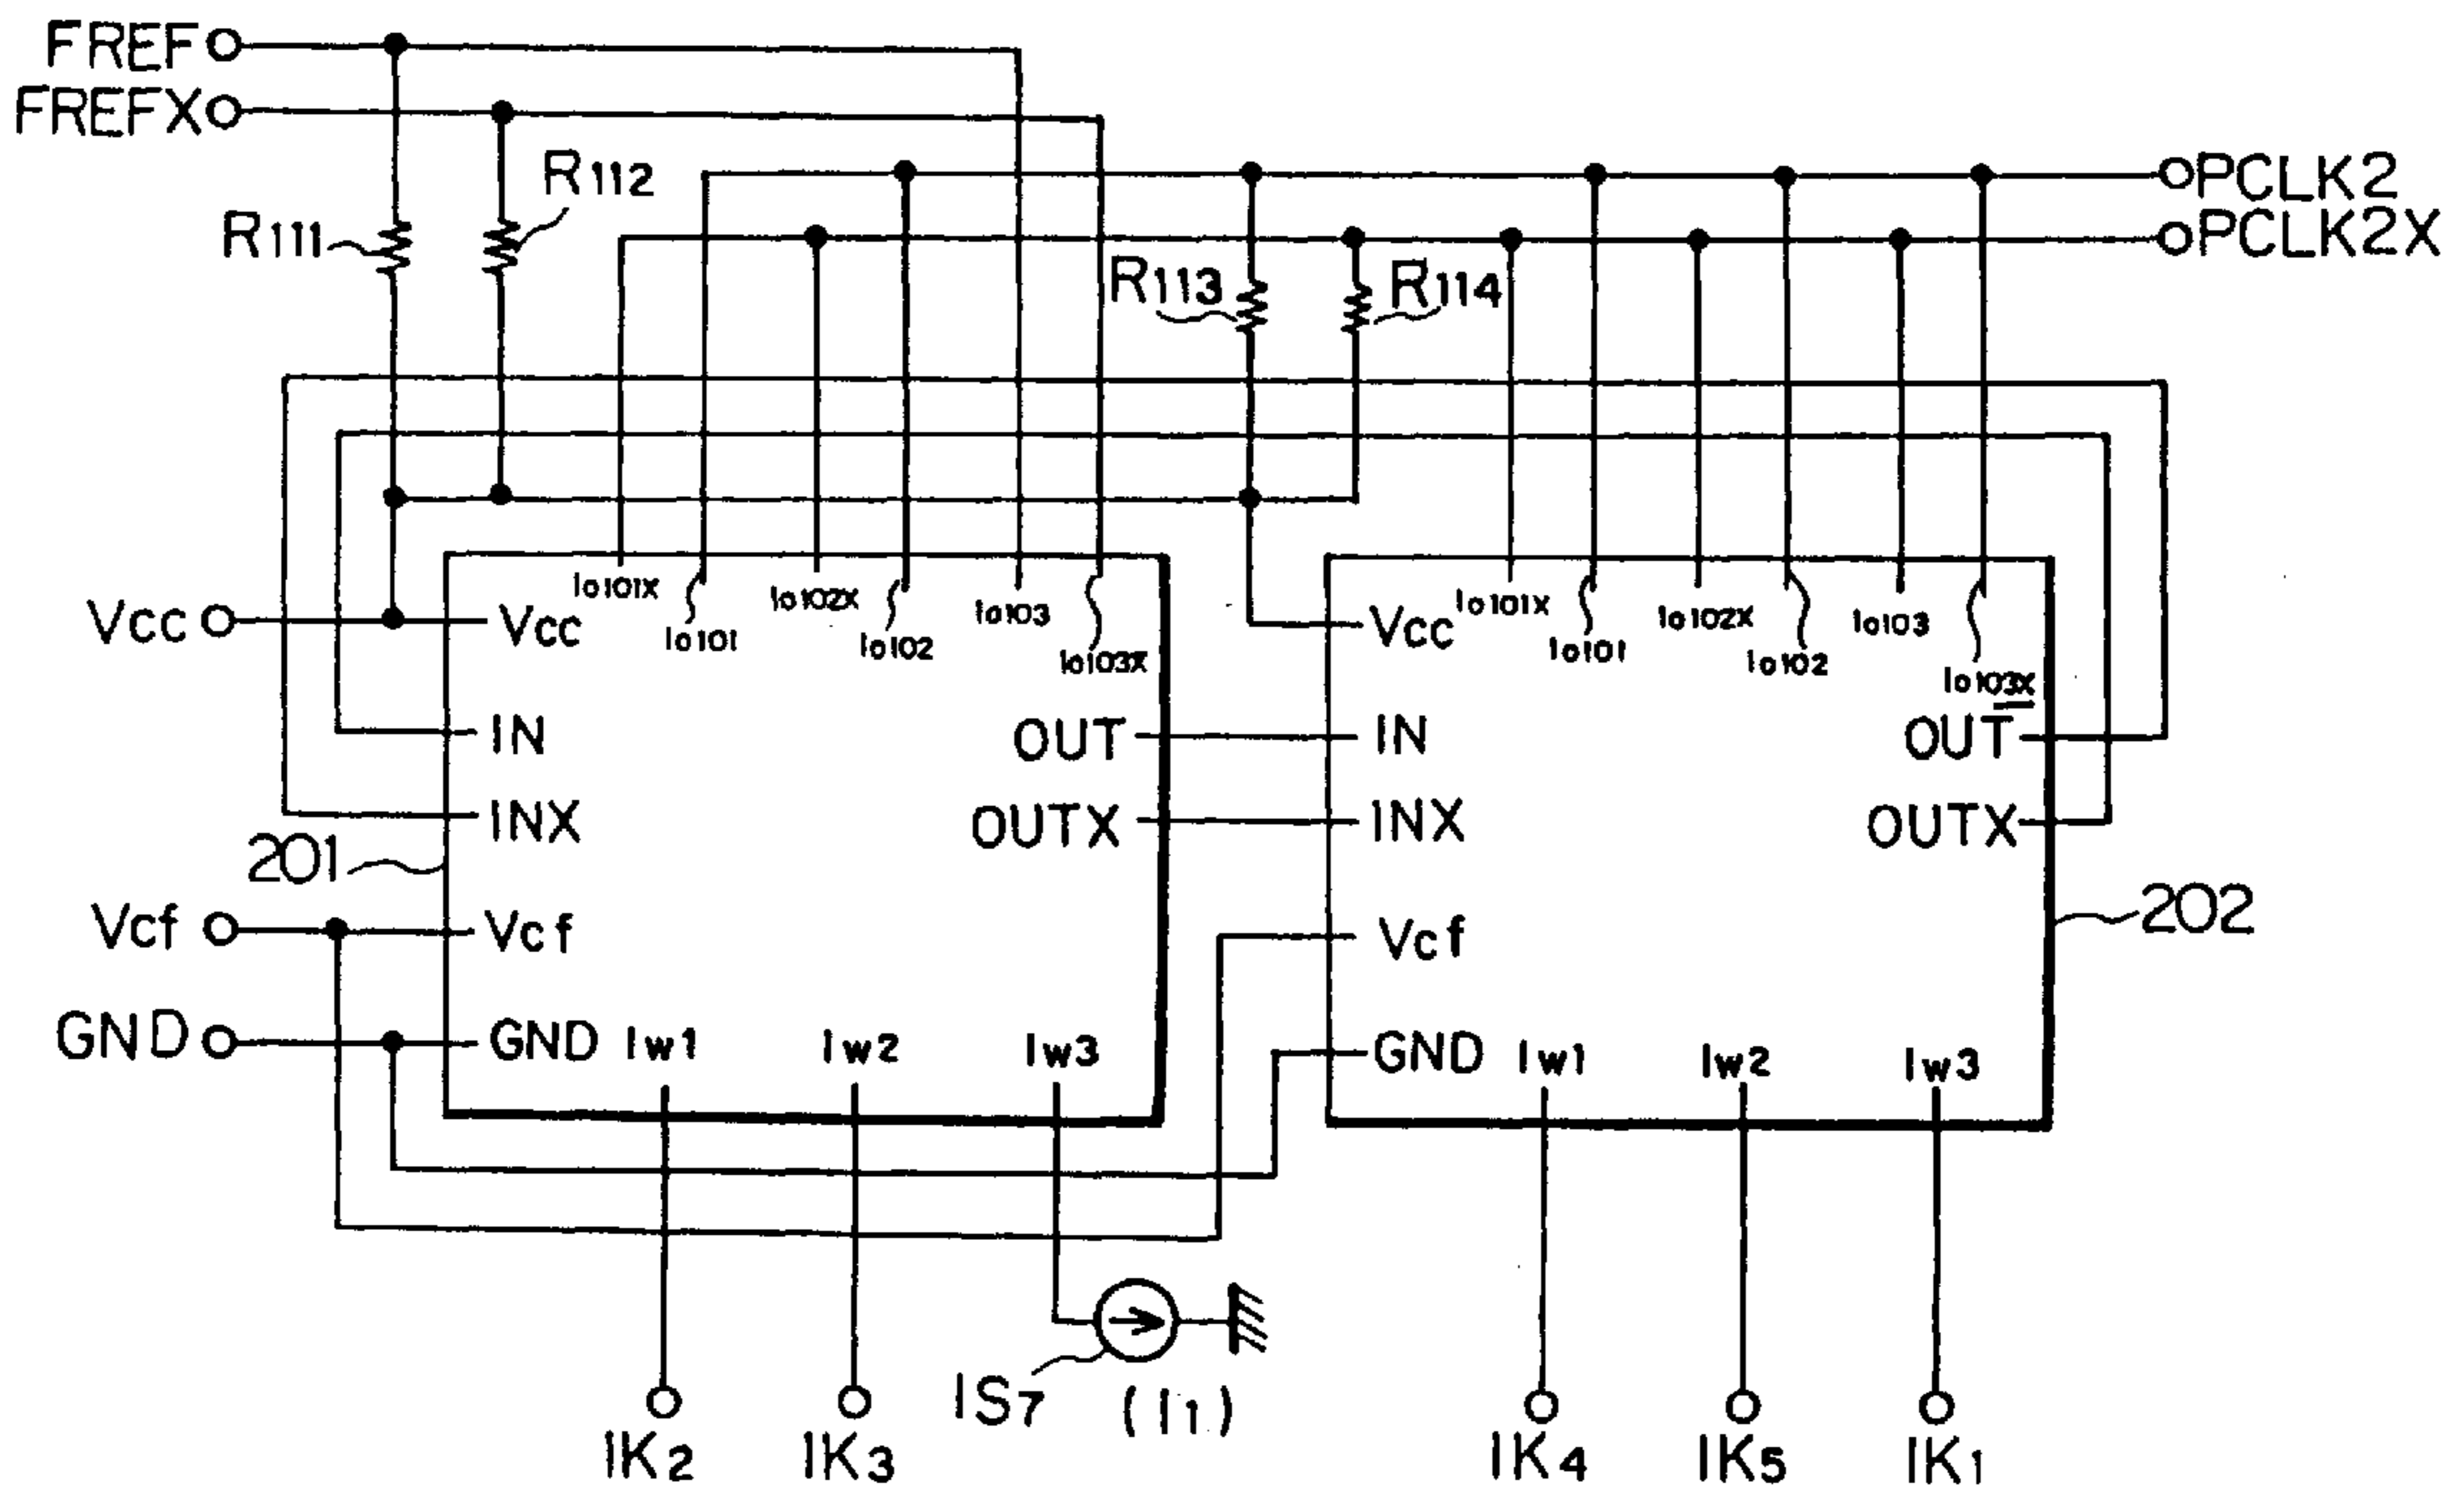 FREF
FREFX
R112
R111
PCLK2
PCLK2X
R113
R114
Vcc
Vcc
Io101X
Io101
Io102X
Io102
Io103
Io103X
Vcc
Io101X
Io101
Io102X
Io102
Io103
Io103X
IN
OUT
IN
OUT
INX
OUTX
INX
OUTX
201
202
Vcf
Vcf
Vcf
GND
GND
Iw1
Iw2
Iw3
GND
Iw1
Iw2
Iw3
IS7
(I1)
IK2
IK3
IK4
IK5
IK1